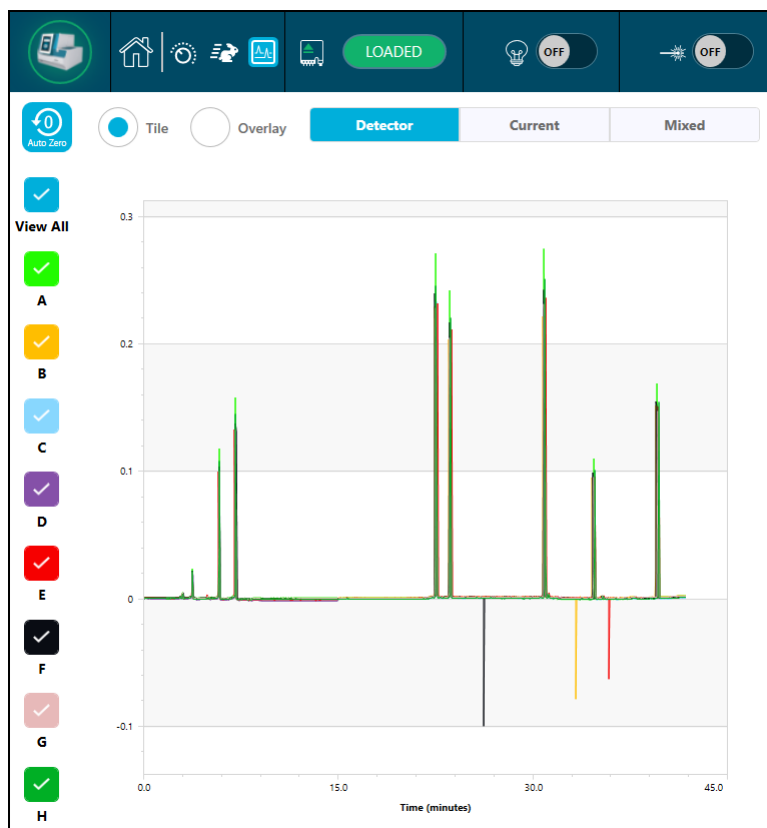 LOADED
OFF
OFF
0
Auto Zero
Tile
Overlay
Detector
Current
Mixed
View All
A
B
C
D
E
F
G
H
0.3
0.2
0.1
0
-0.1
0.0
15.0
30.0
45.0
Time (minutes)